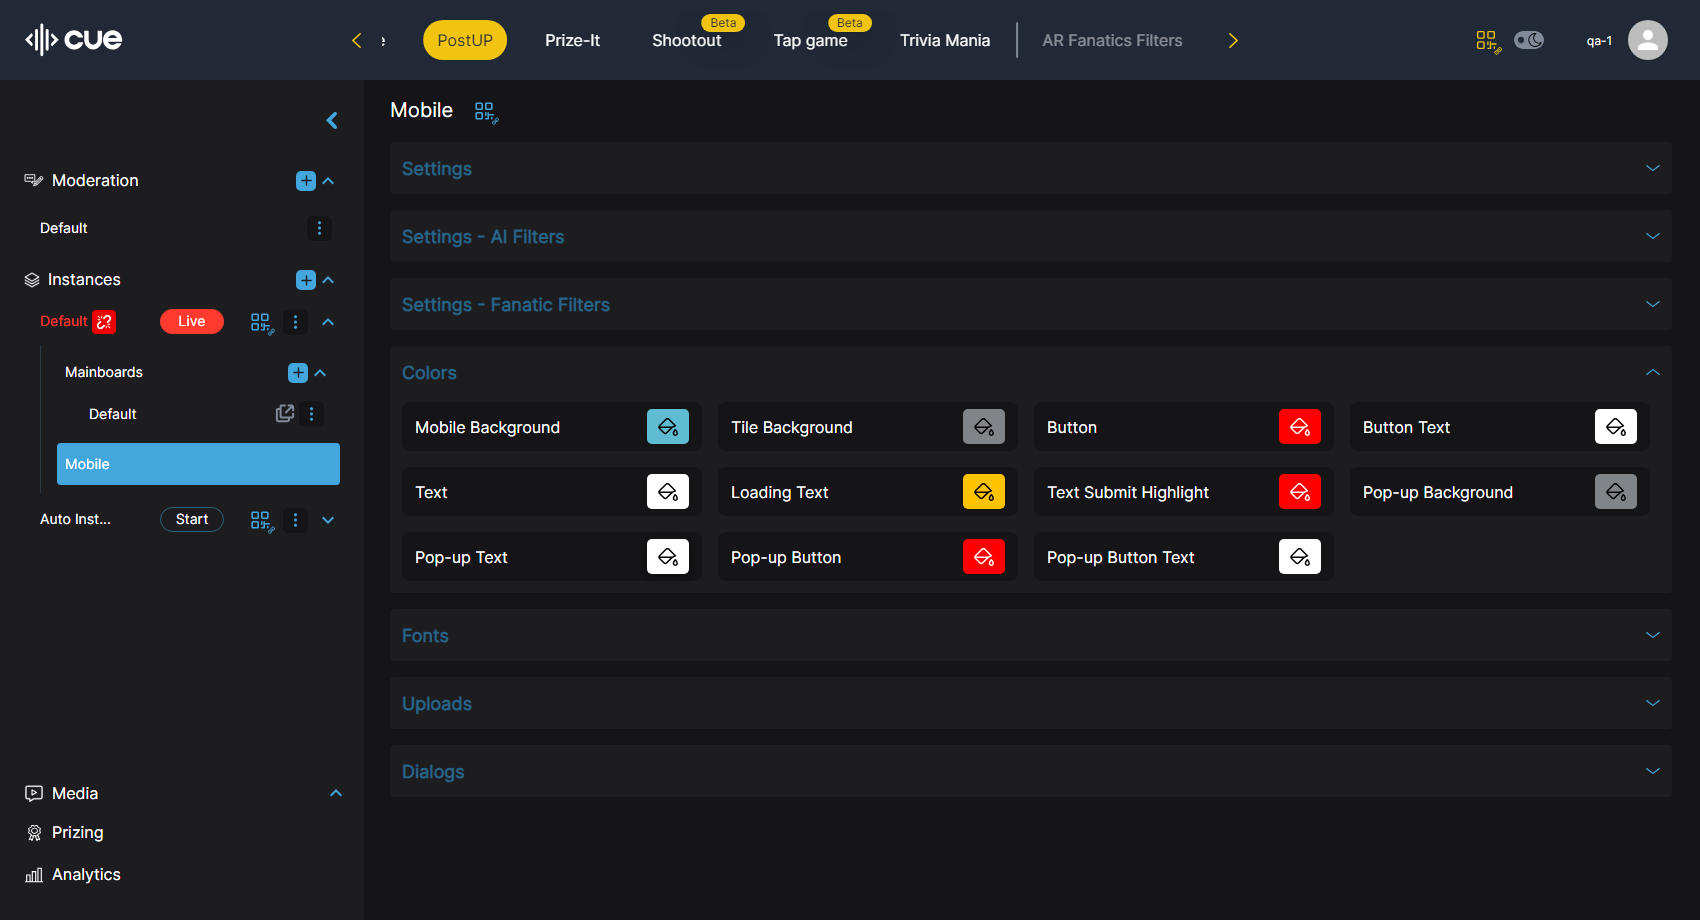 cue
PostUP
Prize-It
Beta
Shootout
Beta
Tap game
Trivia Mania
AR Fanatics Filters
qa-1
Moderation
Default
Instances
Default
Live
Mainboards
Default
Mobile
Auto Inst...
Start
Media
Prizing
Analytics
Mobile
Settings
Settings - AI Filters
Settings - Fanatic Filters
Colors
Mobile Background
Tile Background
Button
Button Text
Text
Loading Text
Text Submit Highlight
Pop-up Background
Pop-up Text
Pop-up Button
Pop-up Button Text
Fonts
Uploads
Dialogs